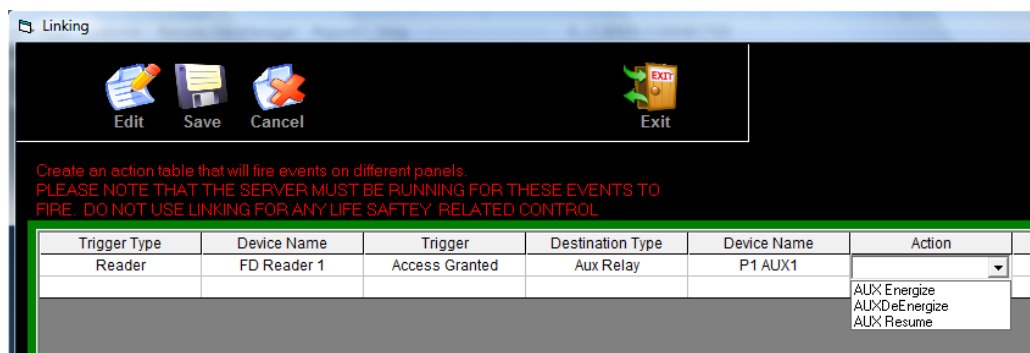 Linking
EXIT
Edit Save Cancel Exit
Create an action table that will fire events on different panels.
PLEASE NOTE THAT THE SERVER MUST BE RUNNING FOR THESE EVENTS TO
FIRE. DO NOT USE LINKING FOR ANY LIFE SAFTEY RELATED CONTROL
Trigger Type Device Name Trigger Destination Type Device Name Action
Reader FD Reader 1 Access Granted Aux Relay P1 AUX1
AUX Energize
AUXDeEnergize
AUX Resume